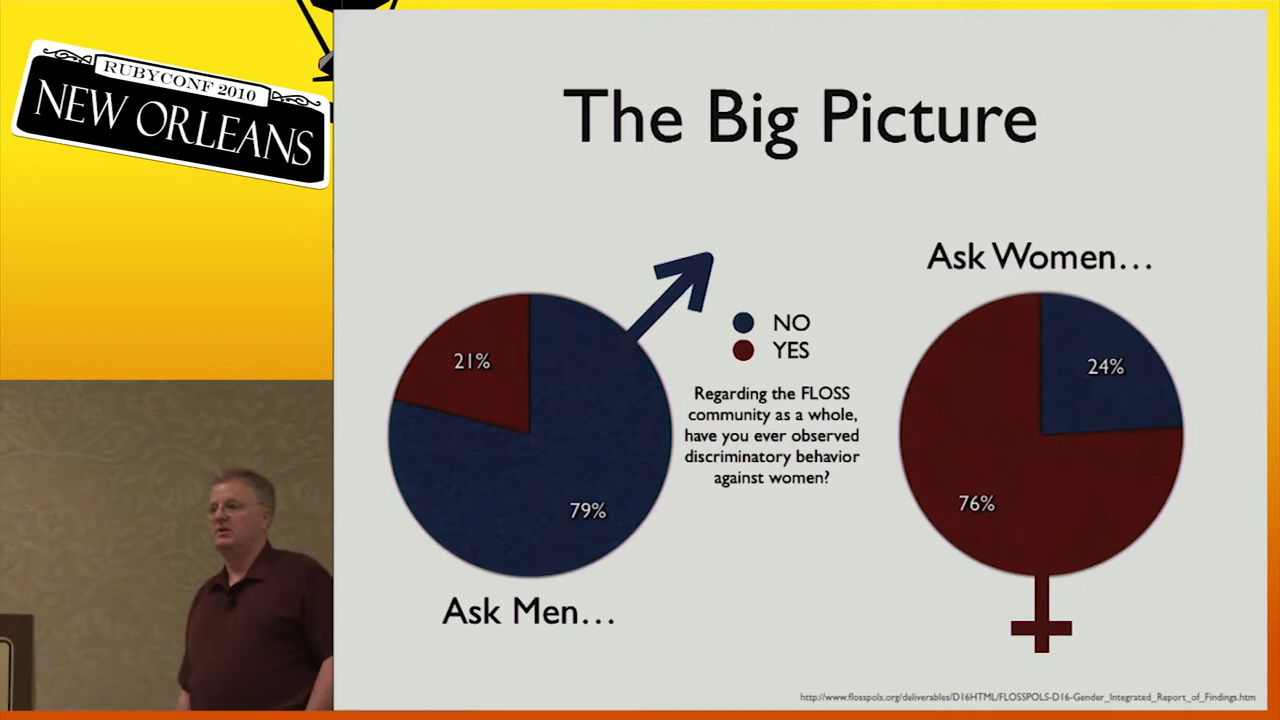 RUBYCONF 2010
NEW ORLEANS
The Big Picture
Ask Women…
NO
YES
21%
24%
Regarding the FLOSS
community as a whole,
have you ever observed
discriminatory behavior
against women?
76%
79%
Ask Men…
http://www.flosspols.org/deliverables/D16HTML/FLOSSPOLS-D16-Gender_Integrated_Report_of_Findings.htm